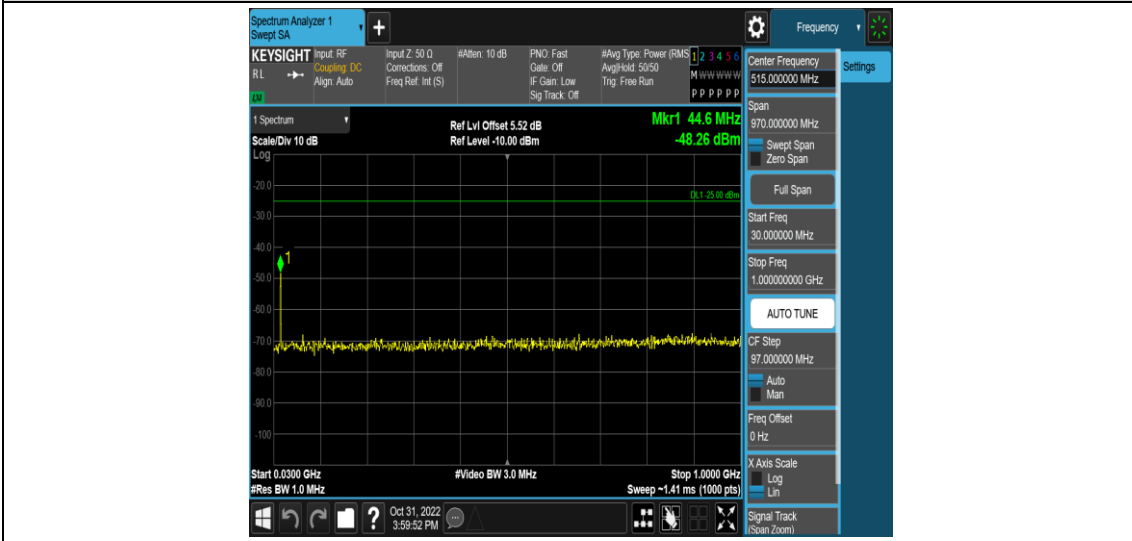 Spectrum Analyzer 1
Swept SA
+
Frequency
KEYSIGHT
RL
Input: RF
Coupling: DC
Align: Auto
Input Z: 50 Ω
Corrections: Off
Freq Ref: Int (S)
#Atten: 10 dB
PNO: Fast
Gate: Off
IF Gain: Low
Sig Track: Off
#Avg Type: Power (RMS
Avg|Hold: 50/50
Trig: Free Run
1 2 3 4 5 6
M W W W W W
P P P P P P
1 Spectrum
Scale/Div 10 dB
Log
Ref Lvl Offset 5.52 dB
Ref Level -10.00 dBm
Mkr1 44.6 MHz
-48.26 dBm
-20.0
DL1 -25.00 dBm
-30.0
-40.0
1
-50.0
-60.0
-70.0
-80.0
-90.0
-100
Start 0.0300 GHz
#Res BW 1.0 MHz
#Video BW 3.0 MHz
Stop 1.0000 GHz
Sweep ~1.41 ms (1000 pts)
?
Oct 31, 2022
3:59:52 PM
Center Frequency
515.000000 MHz
Settings
Span
970.000000 MHz
Swept Span
Zero Span
Full Span
Start Freq
30.000000 MHz
Stop Freq
1.000000000 GHz
AUTO TUNE
CF Step
97.000000 MHz
Auto
Man
Freq Offset
0 Hz
X Axis Scale
Log
Lin
Signal Track
(Span Zoom)